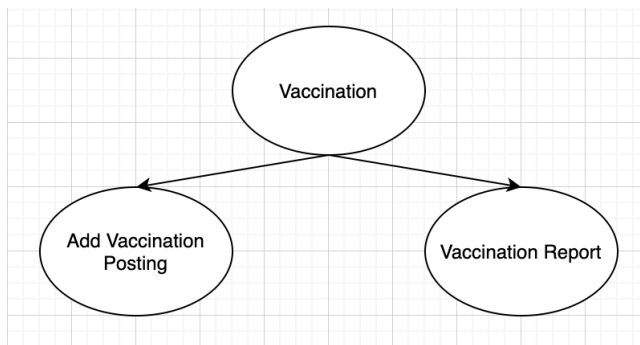 Vaccination
Add Vaccination
Posting
Vaccination Report